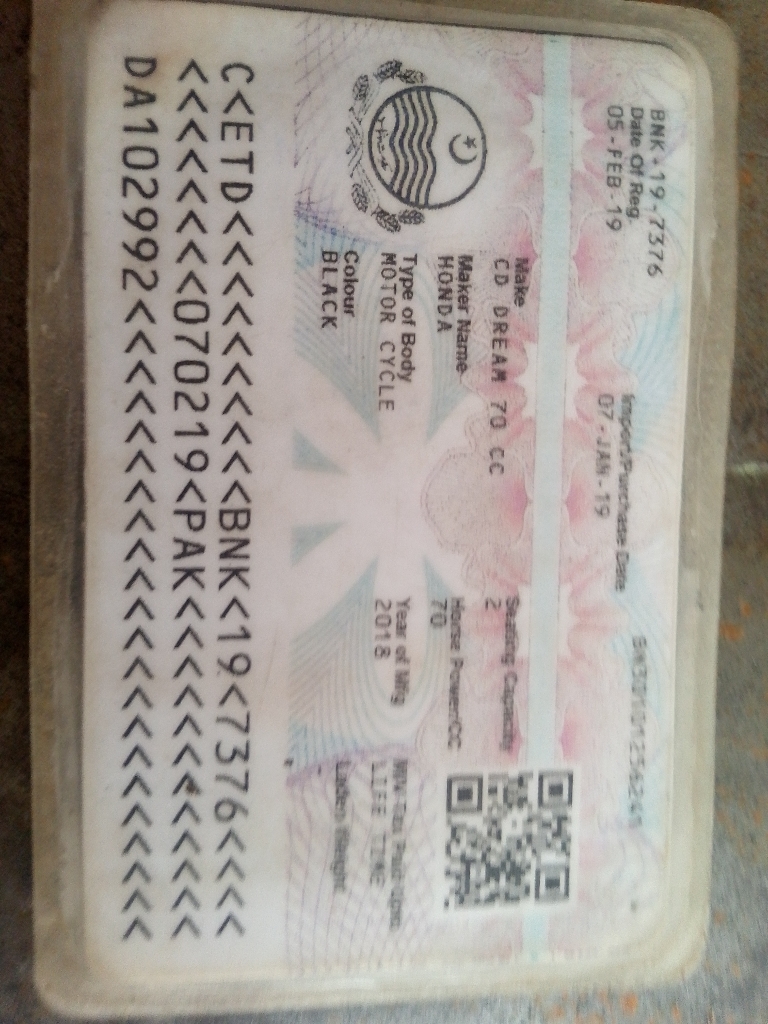 BNK-19-7376
Date Of Reg.
05-FEB-19
Import/Purchase Date
07-JAN-19
Make
CD DREAM 70 CC
Seating Capacity
2
Maker Name
HONDA
Horse Power/CC
70
Type of Body
MOTOR CYCLE
Year of Mfg
2018
LIFE TIME
Colour
BLACK
Laden Weight
C<ETD<<<<<<<<<<<BNK<19<7376<<<<
<<<<<<<<070219<PAK<<<<<<<<<<<<<
DA102992<<<<<<<<<<<<<<<<<<<<<<<